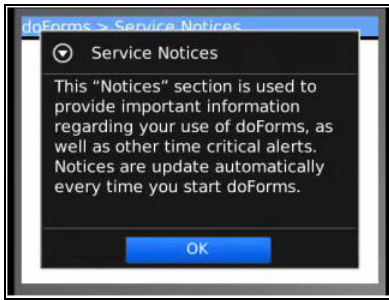 doForms > Service Notices
Service Notices
This “Notices” section is used to
provide important information
regarding your use of doForms, as
well as other time critical alerts.
Notices are update automatically
every time you start doForms.
OK